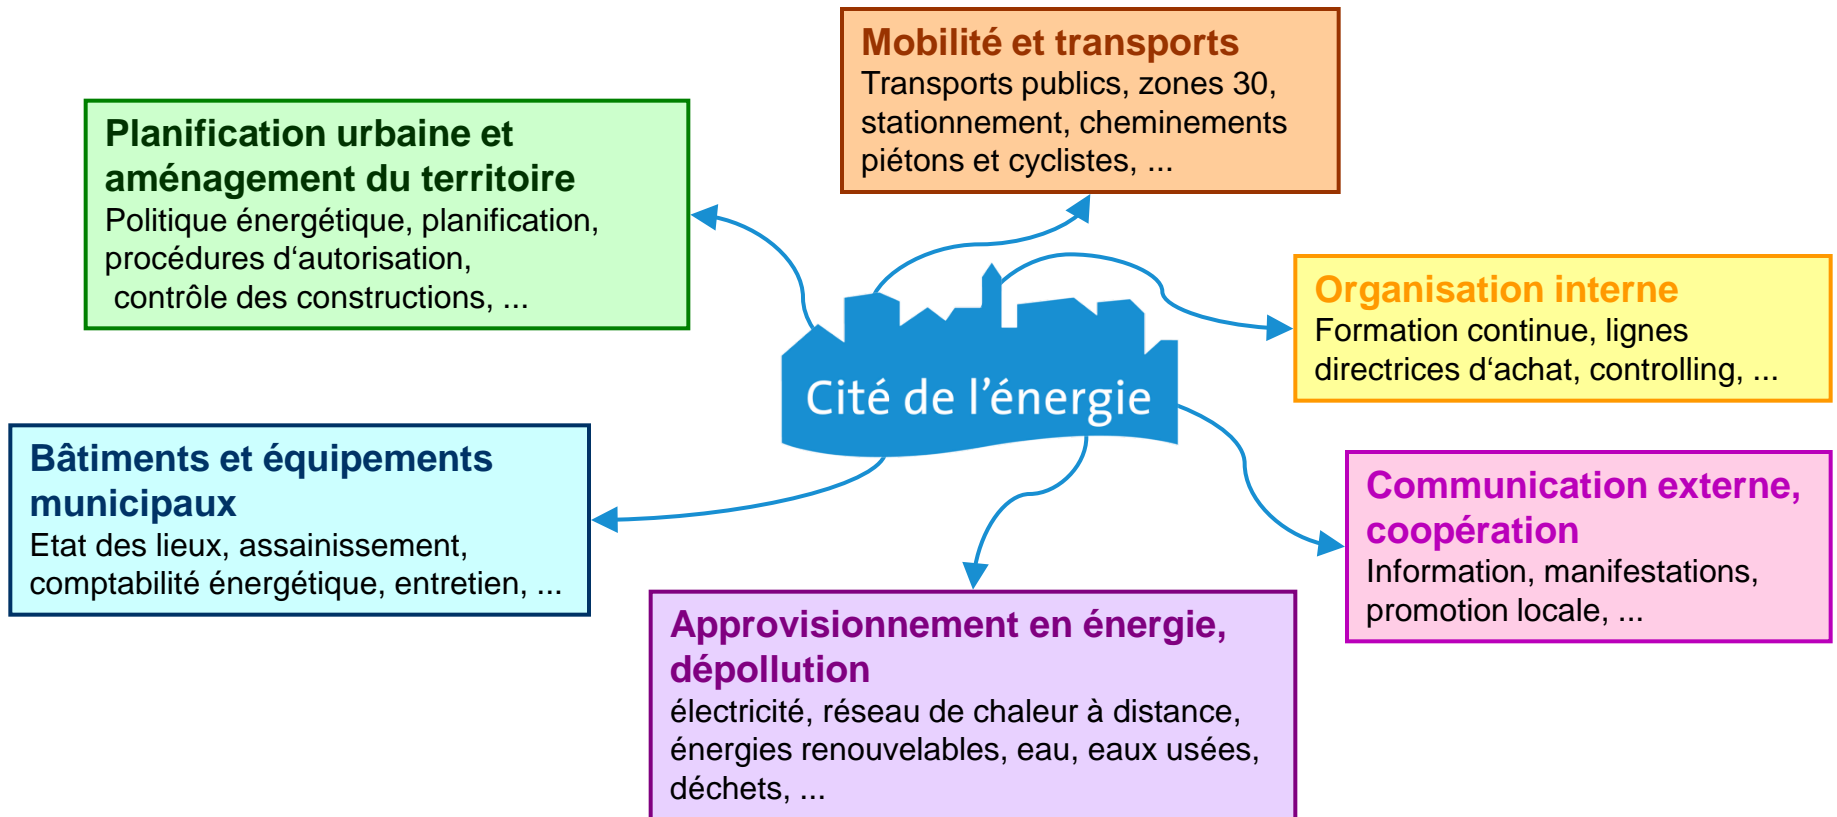 Mobilité et transports
Transports publics, zones 30,
stationnement, cheminements
piétons et cyclistes, ...
Planification urbaine et
aménagement du territoire
Politique énergétique, planification,
procédures d‘autorisation,
contrôle des constructions, ...
Organisation interne
Formation continue, lignes
directrices d‘achat, controlling, ...
Cité de l’énergie
Bâtiments et équipements
municipaux
Etat des lieux, assainissement,
comptabilité énergétique, entretien, ...
Communication externe,
coopération
Information, manifestations,
promotion locale, ...
Approvisionnement en énergie,
dépollution
électricité, réseau de chaleur à distance,
énergies renouvelables, eau, eaux usées,
déchets, ...